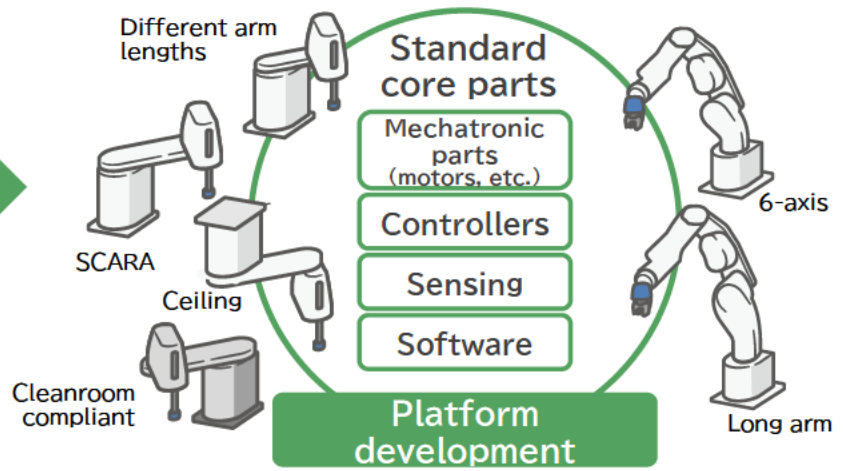 Different arm
lengths
SCARA
Ceiling
Cleanroom
compliant
Standard
core parts
Mechatronic
parts
(motors, etc.)
Controllers
Sensing
Software
Platform
development
6-axis
Long arm